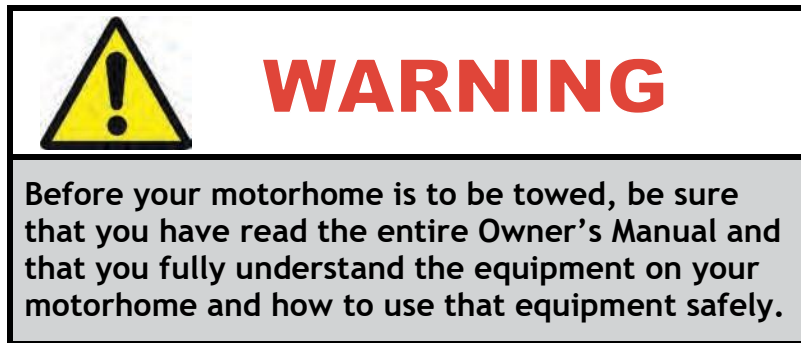 WARNING
Before your motorhome is to be towed, be sure
that you have read the entire Owner’s Manual and
that you fully understand the equipment on your
motorhome and how to use that equipment safely.